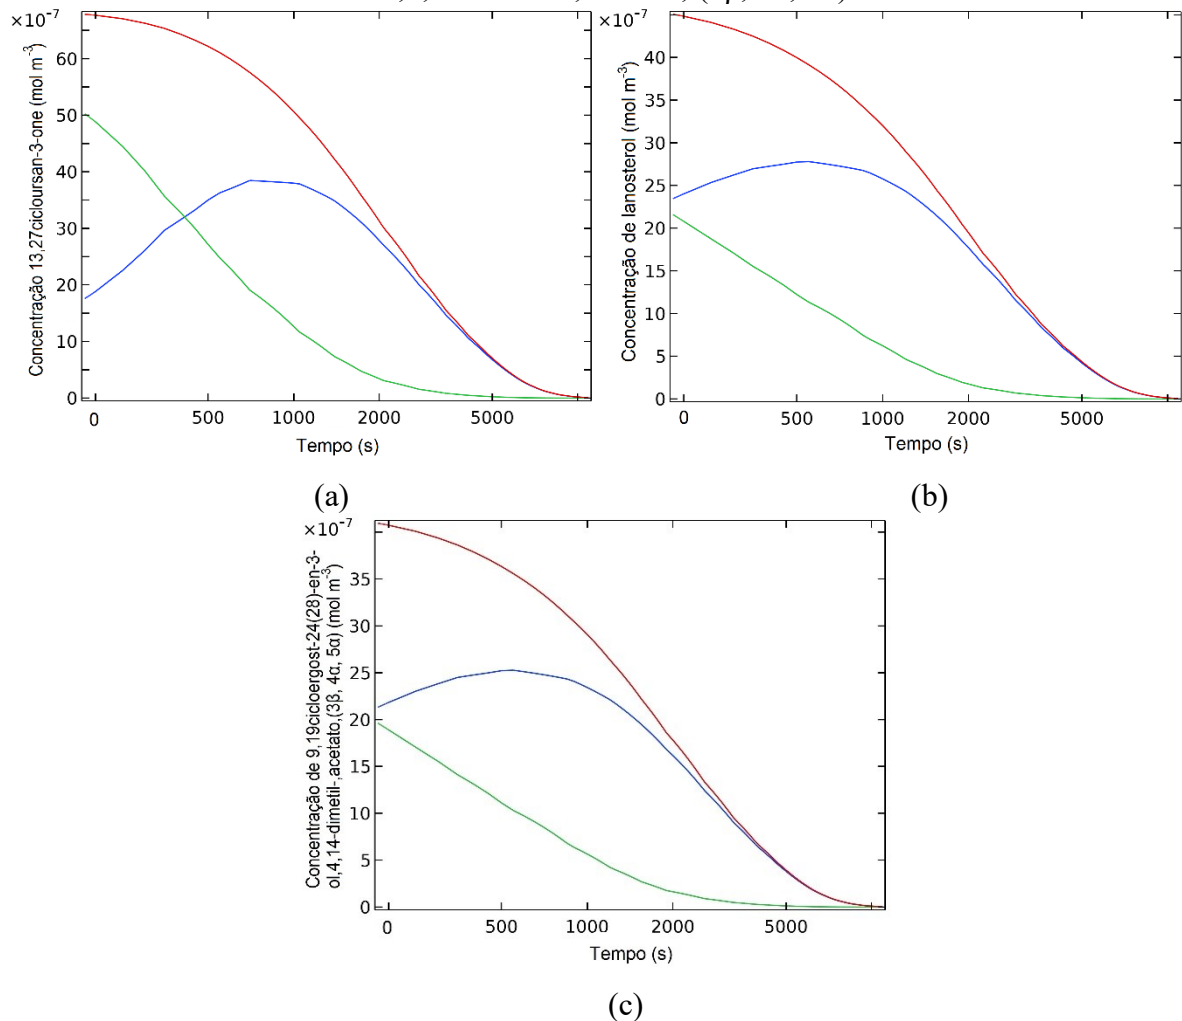 ×10⁻⁷
Concentração 13,27cicloursan-3-one (mol m⁻³)
60
50
40
30
20
10
0
0 500 1000 2000 5000
Tempo (s)
(a)
×10⁻⁷
Concentração de lanosterol (mol m⁻³)
40
35
30
25
20
15
10
5
0
0 500 1000 2000 5000
Tempo (s)
(b)
×10⁻⁷
Concentração de 9,19cicloergost-24(28)-en-3-
ol,4,14-dimetil-,acetato,(3β, 4α, 5α) (mol m⁻³)
35
30
25
20
15
10
5
0
0 500 1000 2000 5000
Tempo (s)
(c)